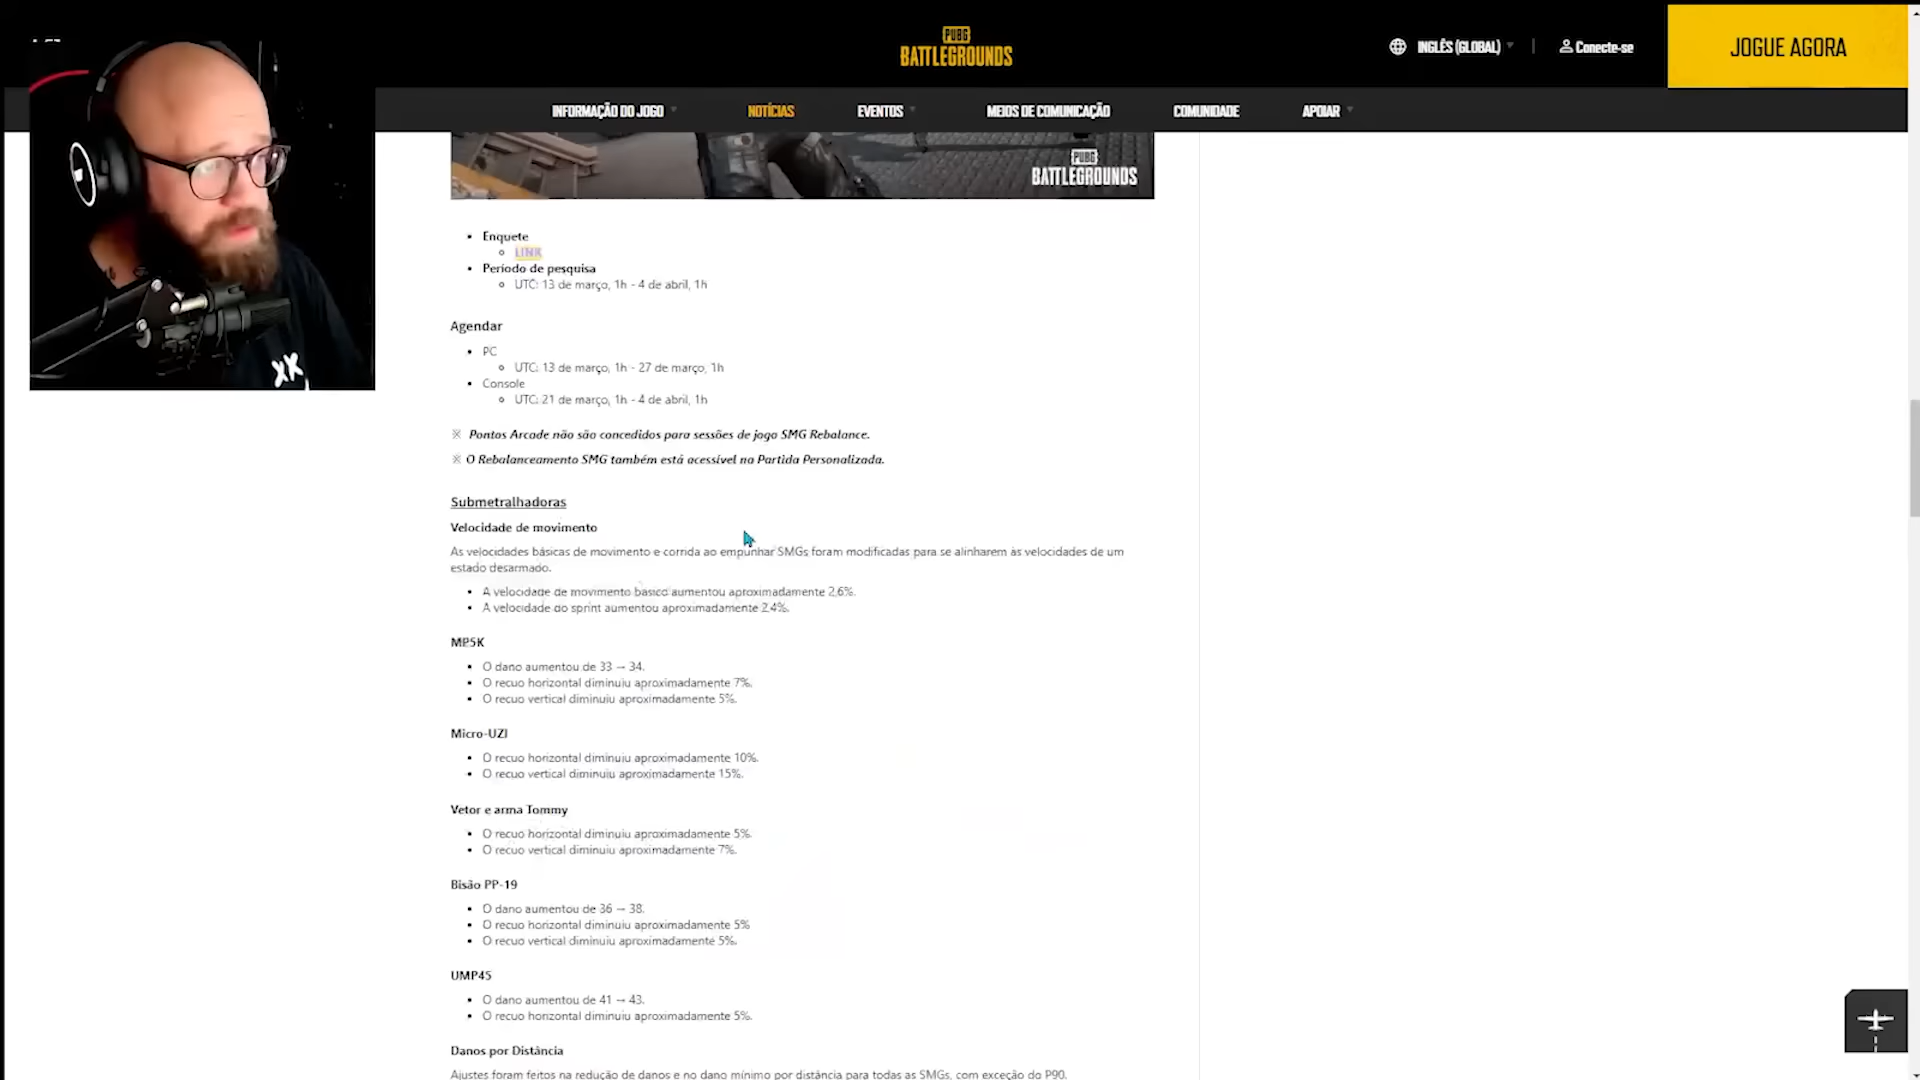 PUBG
BATTLEGROUNDS
INGLÊS (GLOBAL)
Conecte-se
JOGUE AGORA
INFORMAÇÃO DO JOGO
NOTÍCIAS
EVENTOS
MEIOS DE COMUNICAÇÃO
COMUNIDADE
APOIAR
PUBG
BATTLEGROUNDS
• Enquete
LINK
• Período de pesquisa
UTC: 13 de março, 1h - 4 de abril, 1h
Agendar
• PC
UTC: 13 de março, 1h - 27 de março, 1h
• Console
UTC: 21 de março, 1h - 4 de abril, 1h
※ Pontos Arcade não são concedidos para sessões de jogo SMG Rebalance.
※ O Rebalanceamento SMG também está acessível na Partida Personalizada.
Submetralhadoras
Velocidade de movimento
As velocidades básicas de movimento e corrida ao empunhar SMGs foram modificadas para se alinharem às velocidades de um
estado desarmado.
• A velocidade de movimento básico aumentou aproximadamente 2,6%.
• A velocidade do sprint aumentou aproximadamente 2,4%.
MP5K
• O dano aumentou de 33 → 34.
• O recuo horizontal diminuiu aproximadamente 7%.
• O recuo vertical diminuiu aproximadamente 5%.
Micro-UZI
• O recuo horizontal diminuiu aproximadamente 10%.
• O recuo vertical diminuiu aproximadamente 15%.
Vetor e arma Tommy
• O recuo horizontal diminuiu aproximadamente 5%.
• O recuo vertical diminuiu aproximadamente 7%.
Bisão PP-19
• O dano aumentou de 36 → 38.
• O recuo horizontal diminuiu aproximadamente 5%
• O recuo vertical diminuiu aproximadamente 5%.
UMP45
• O dano aumentou de 41 → 43.
• O recuo horizontal diminuiu aproximadamente 5%.
Danos por Distância
Ajustes foram feitos na redução de danos e no dano mínimo por distância para todas as SMGs, com exceção do P90.